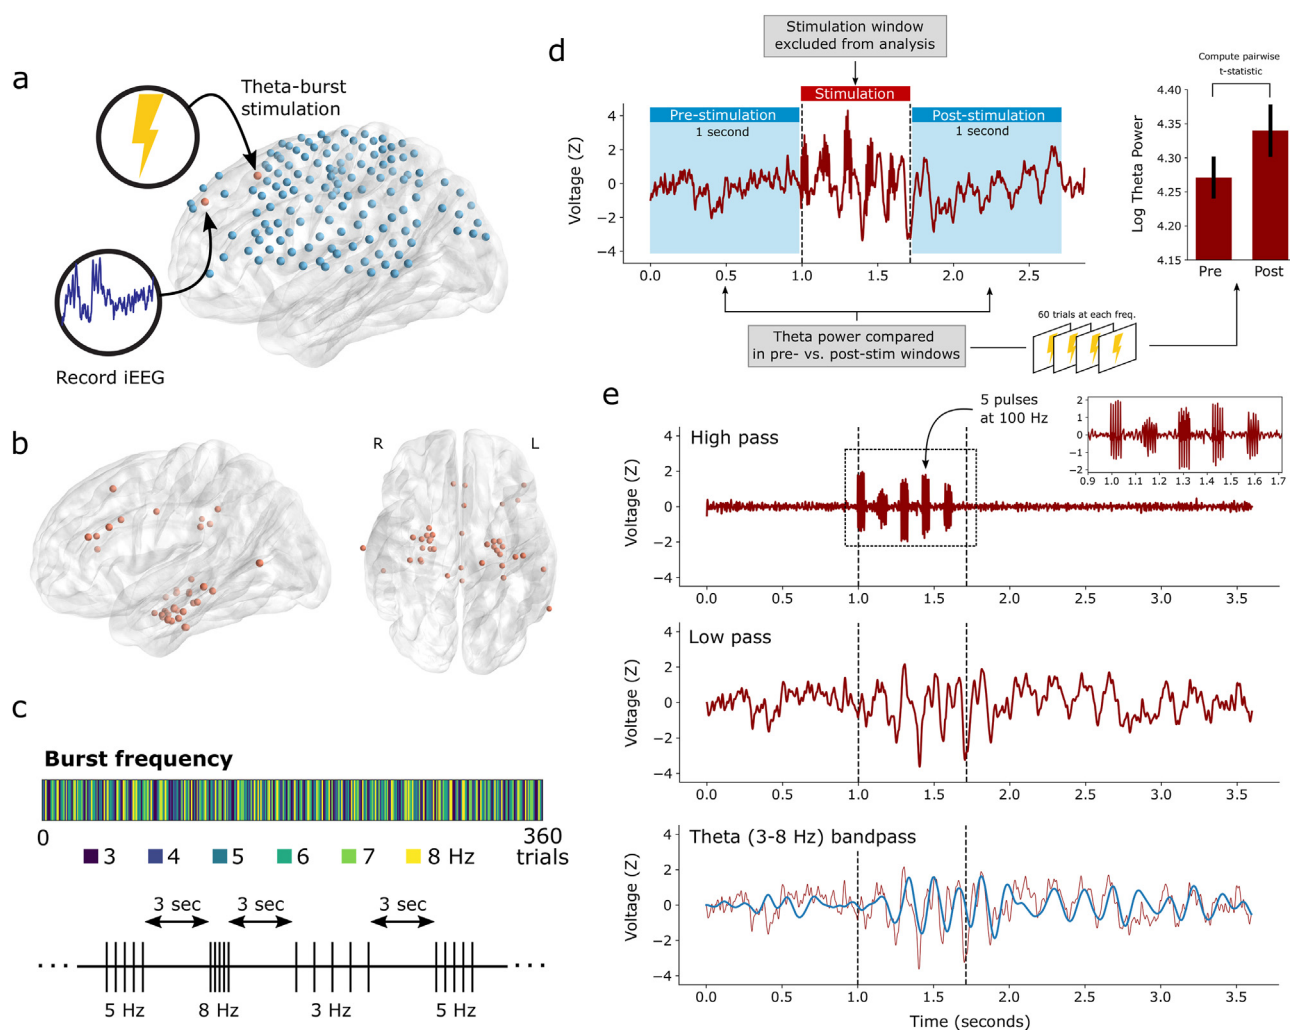 a
Theta-burst
stimulation
Record iEEG
b
R
L
c
Burst frequency
0
360
trials
3
4
5
6
7
8 Hz
3 sec
3 sec
3 sec
5 Hz
8 Hz
3 Hz
5 Hz
d
Stimulation window
excluded from analysis
Stimulation
Pre-stimulation
1 second
Post-stimulation
1 second
Voltage (Z)
4
2
0
−2
−4
0.0
0.5
1.0
1.5
2.0
2.5
Theta power compared
in pre- vs. post-stim windows
60 trials at each freq.
Compute pairwise
t-statistic
Log Theta Power
4.40
4.35
4.30
4.25
4.20
4.15
Pre
Post
e
High pass
5 pulses
at 100 Hz
2
1
0
−1
−2
0.9
1.0
1.1
1.2
1.3
1.4
1.5
1.6
1.7
Voltage (Z)
4
2
0
−2
−4
0.0
0.5
1.0
1.5
2.0
2.5
3.0
3.5
Low pass
Voltage (Z)
4
2
0
−2
−4
0.0
0.5
1.0
1.5
2.0
2.5
3.0
3.5
Theta (3-8 Hz) bandpass
Voltage (Z)
4
2
0
−2
−4
0.0
0.5
1.0
1.5
2.0
2.5
3.0
3.5
Time (seconds)